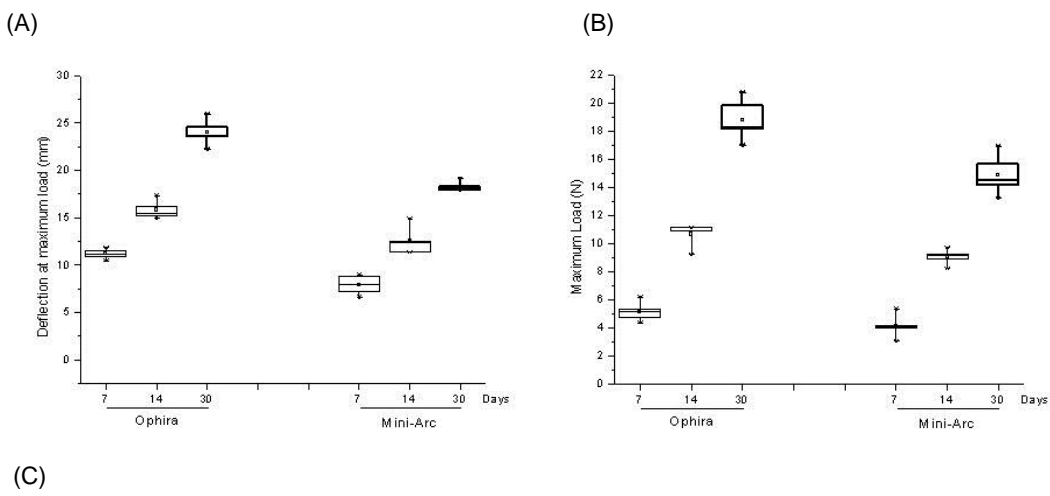 (A)
(B)
Deflection at maximum load (mm)
30
25
20
15
10
5
0
7 14 30 7 14 30 Days
Ophira Mini-Arc
Maximum Load (N)
22
20
18
16
14
12
10
8
6
4
2
0
7 14 30 7 14 30 Days
Ophira Mini-Arc
(C)